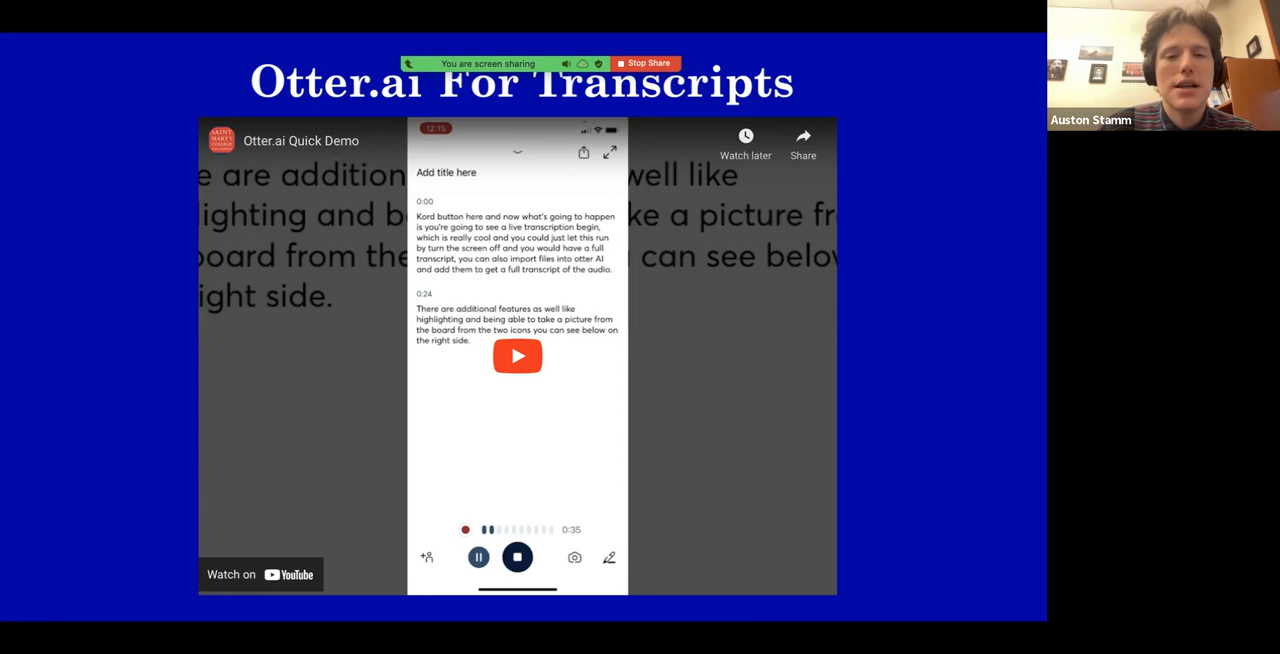 You are screen sharing
Stop Share
Otter.ai For Transcripts
SAINT MARY'S COLLEGE
Otter.ai Quick Demo
12:15
Watch later
Share
Add title here
0:00
Kord button here and now what's going to happen
is you're going to see a live transcription begin,
which is really cool and you could just let this run
by turn the screen off and you would have a full
transcript, you can also import files into otter AI
and add them to get a full transcript of the audio.
0:24
There are additional features as well like
highlighting and being able to take a picture from
the board from the two icons you can see below on
the right side.
e are addition
well like
ighting and b
ke a picture fr
oard from the
can see below
ight side.
0:35
Watch on YouTube
Auston Stamm